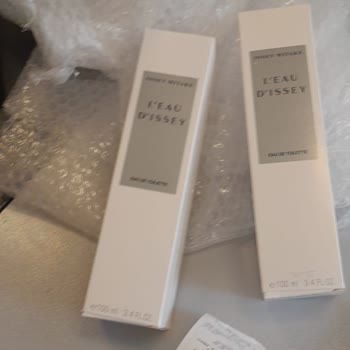 ISSEY MIYAKE
L'EAU
D'ISSEY
EAU DE TOILETTE
e100 ml 3.4 FL.OZ.
ISSEY MIYAKE
L'EAU
D'ISSEY
EAU DE TOILETTE
e100 ml 3.4 FL.OZ.